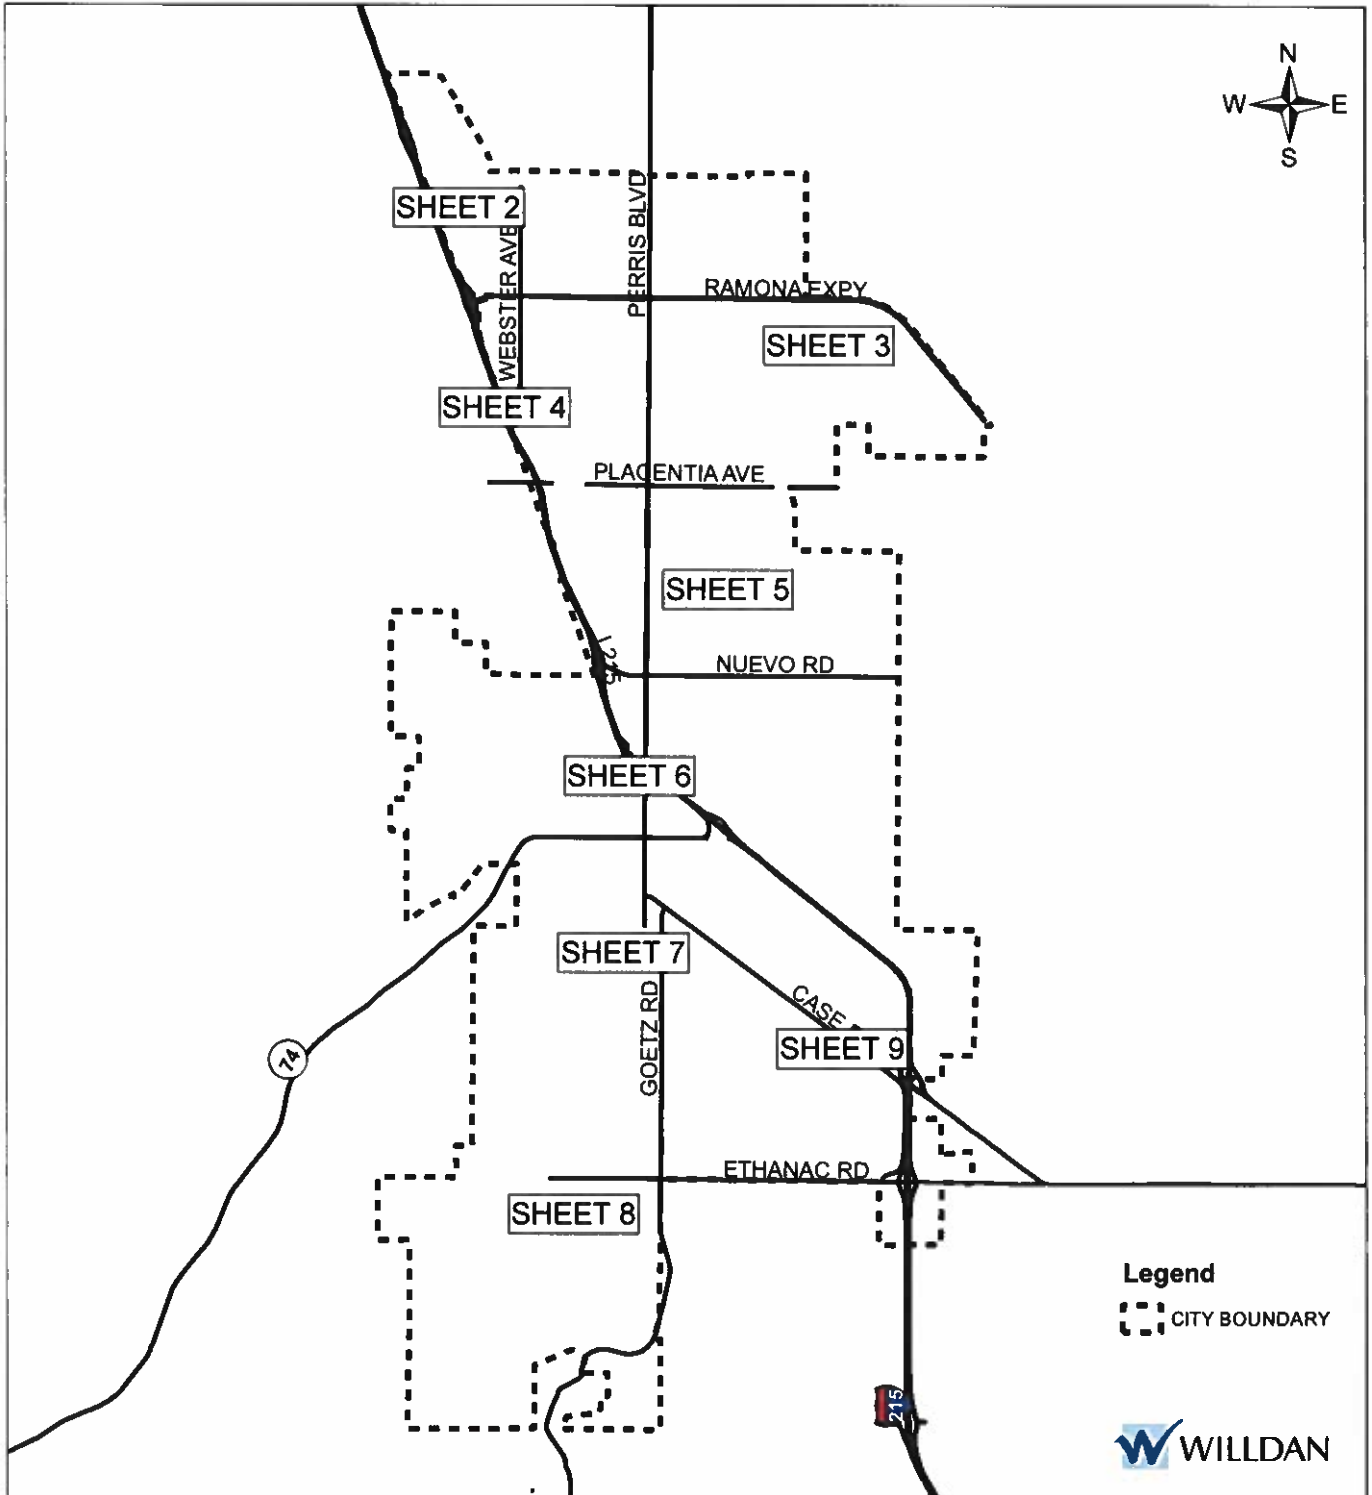 N
W E
S
SHEET 2
WEBSTER AVE
PERRIS BLVD
RAMONA EXPY
SHEET 3
SHEET 4
PLACENTIA AVE
SHEET 5
I 215
NUEVO RD
SHEET 6
SHEET 7
GOETZ RD
CASE
SHEET 9
74
ETHANAC RD
SHEET 8
Legend
CITY BOUNDARY
215
WILLDAN